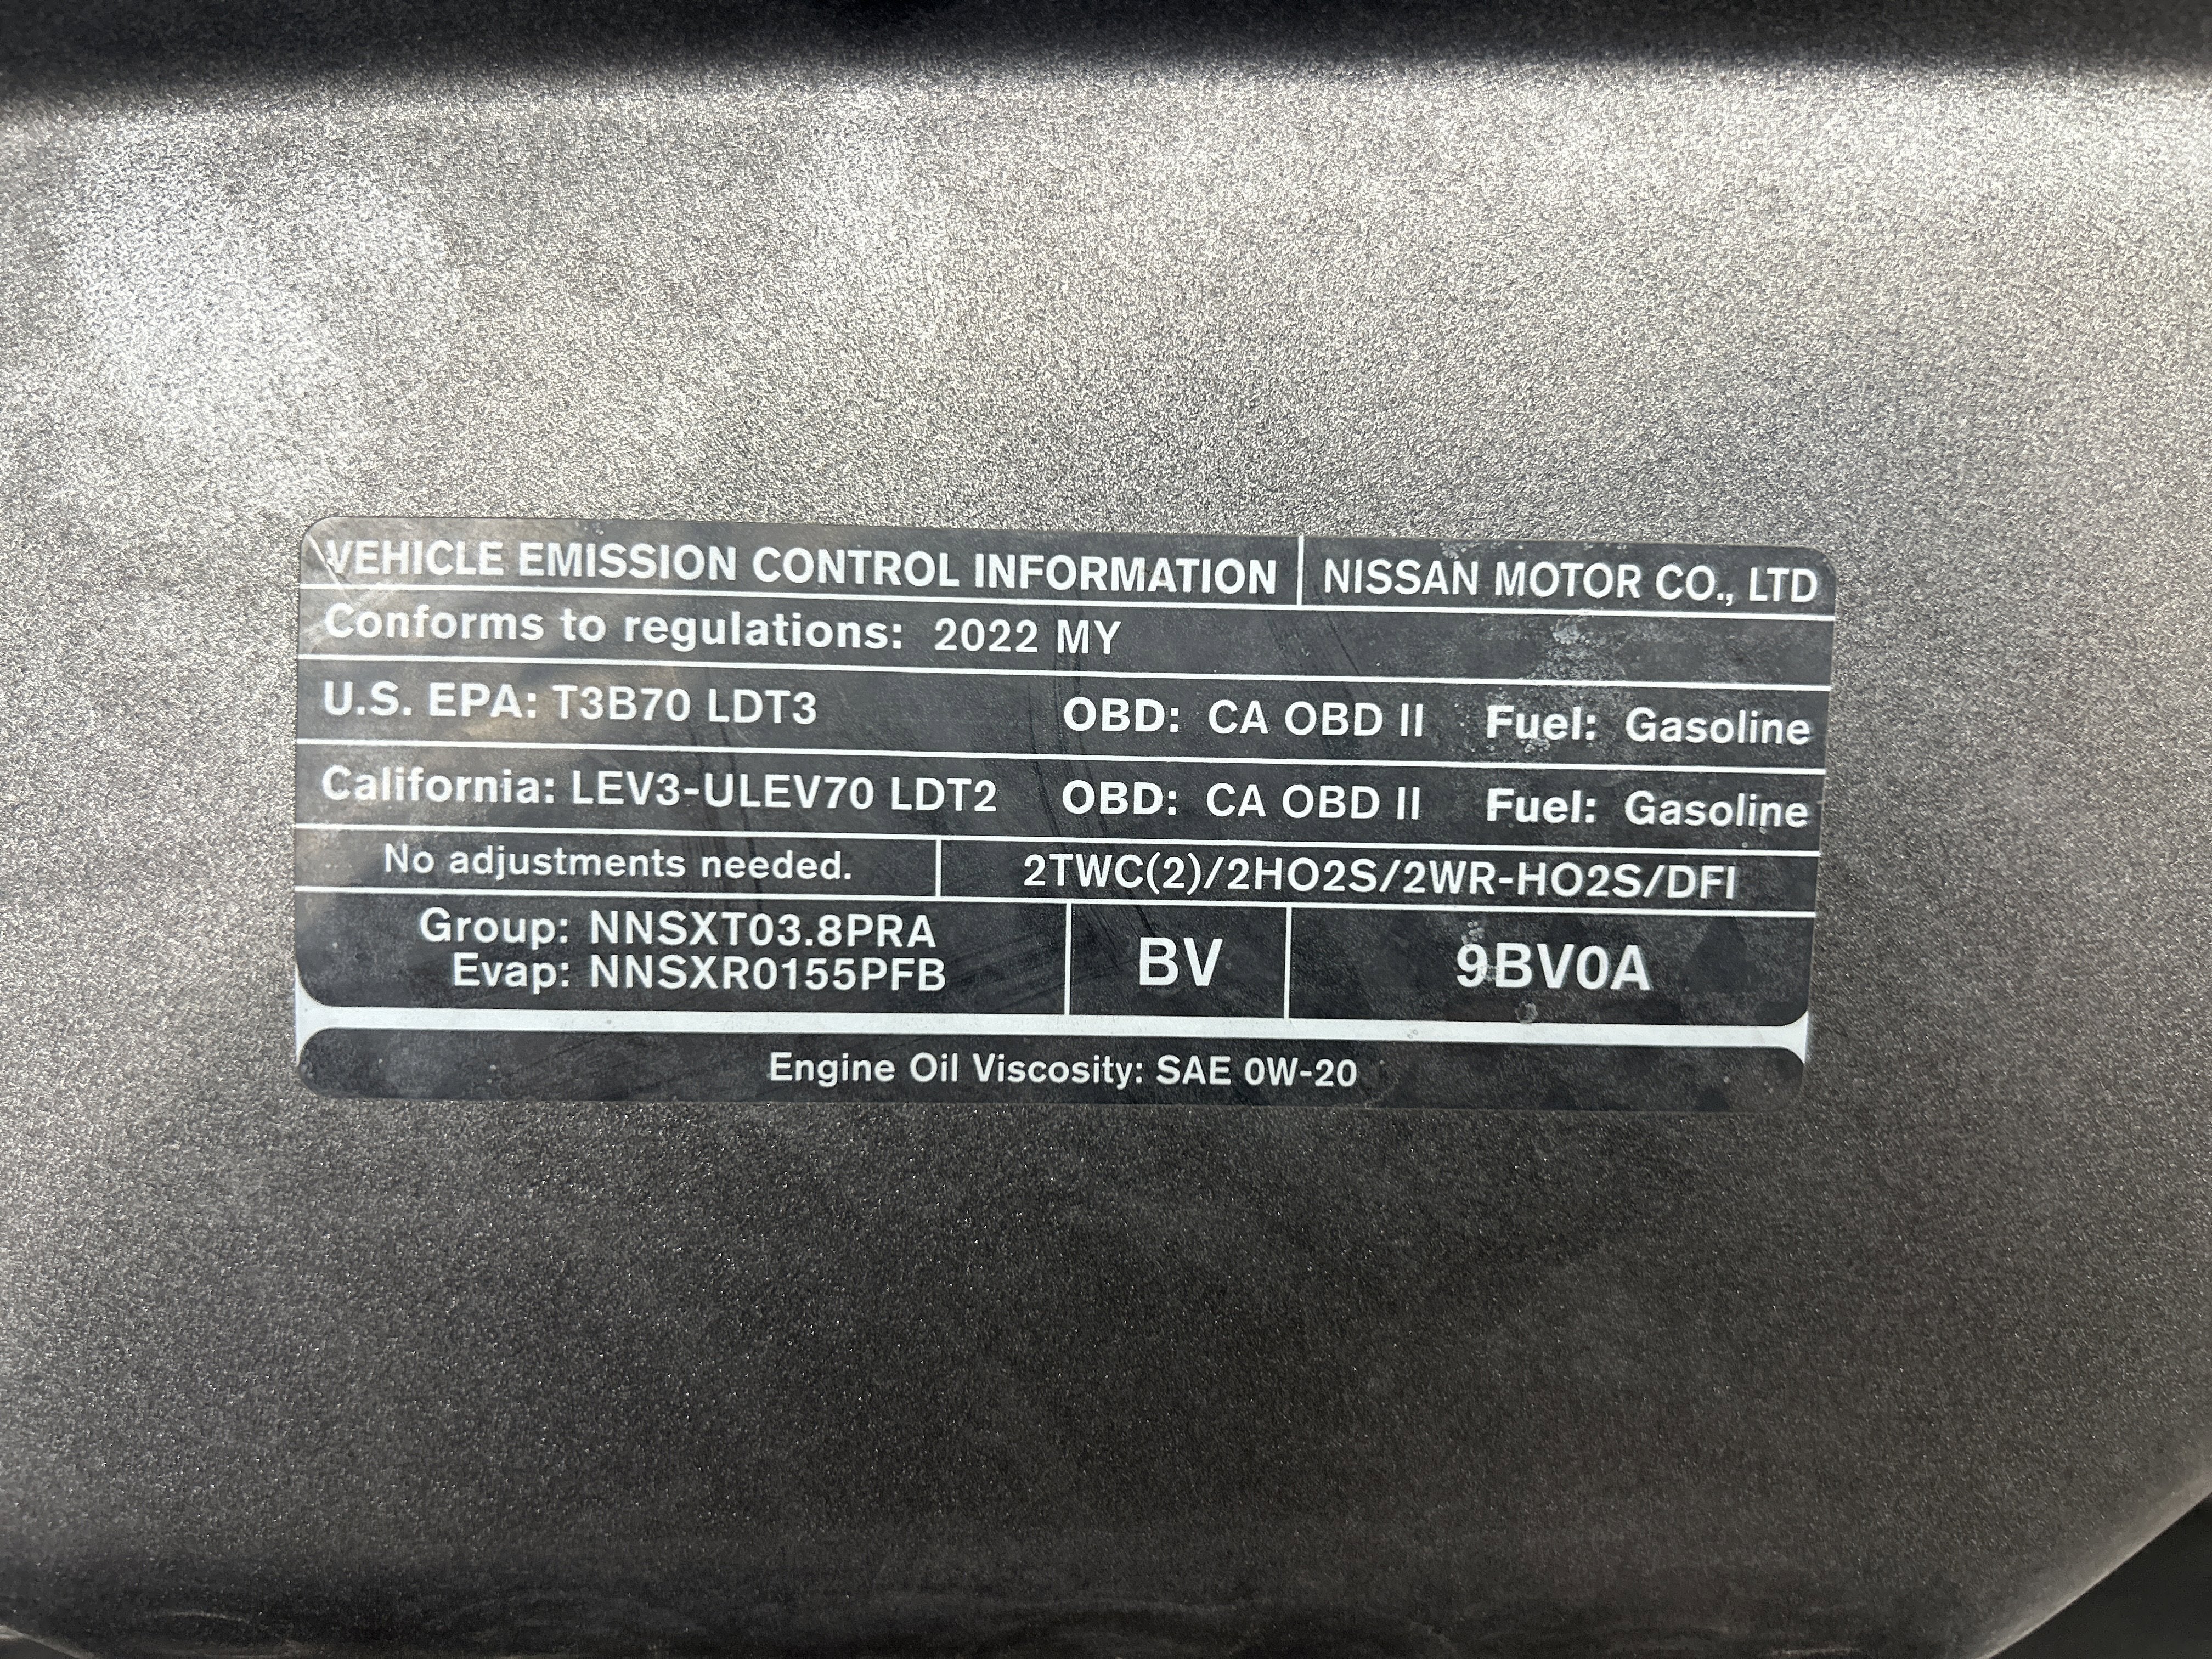 VEHICLE EMISSION CONTROL INFORMATION NISSAN MOTOR CO., LTD
Conforms to regulations: 2022 MY
U.S. EPA: T3B70 LDT3 OBD: CA OBD II Fuel: Gasoline
California: LEV3-ULEV70 LDT2 OBD: CA OBD II Fuel: Gasoline
No adjustments needed. 2TWC(2)/2HO2S/2WR-HO2S/DFI
Group: NNSXT03.8PRA
Evap: NNSXR0155PFB
BV
9BV0A
Engine Oil Viscosity: SAE 0W-20